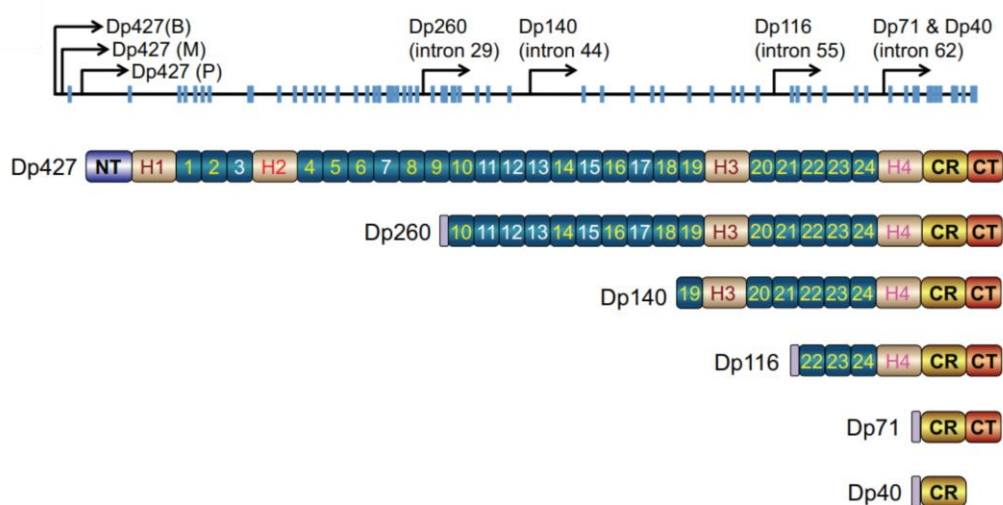 Dp427(B)
Dp427 (M)
Dp427 (P)
Dp260
(intron 29)
Dp140
(intron 44)
Dp116
(intron 55)
Dp71 & Dp40
(intron 62)
Dp427 NT H1 1 2 3 H2 4 5 6 7 8 9 10 11 12 13 14 15 16 17 18 19 H3 20 21 22 23 24 H4 CR CT
Dp260 10 11 12 13 14 15 16 17 18 19 H3 20 21 22 23 24 H4 CR CT
Dp140 19 H3 20 21 22 23 24 H4 CR CT
Dp116 22 23 24 H4 CR CT
Dp71 CR CT
Dp40 CR